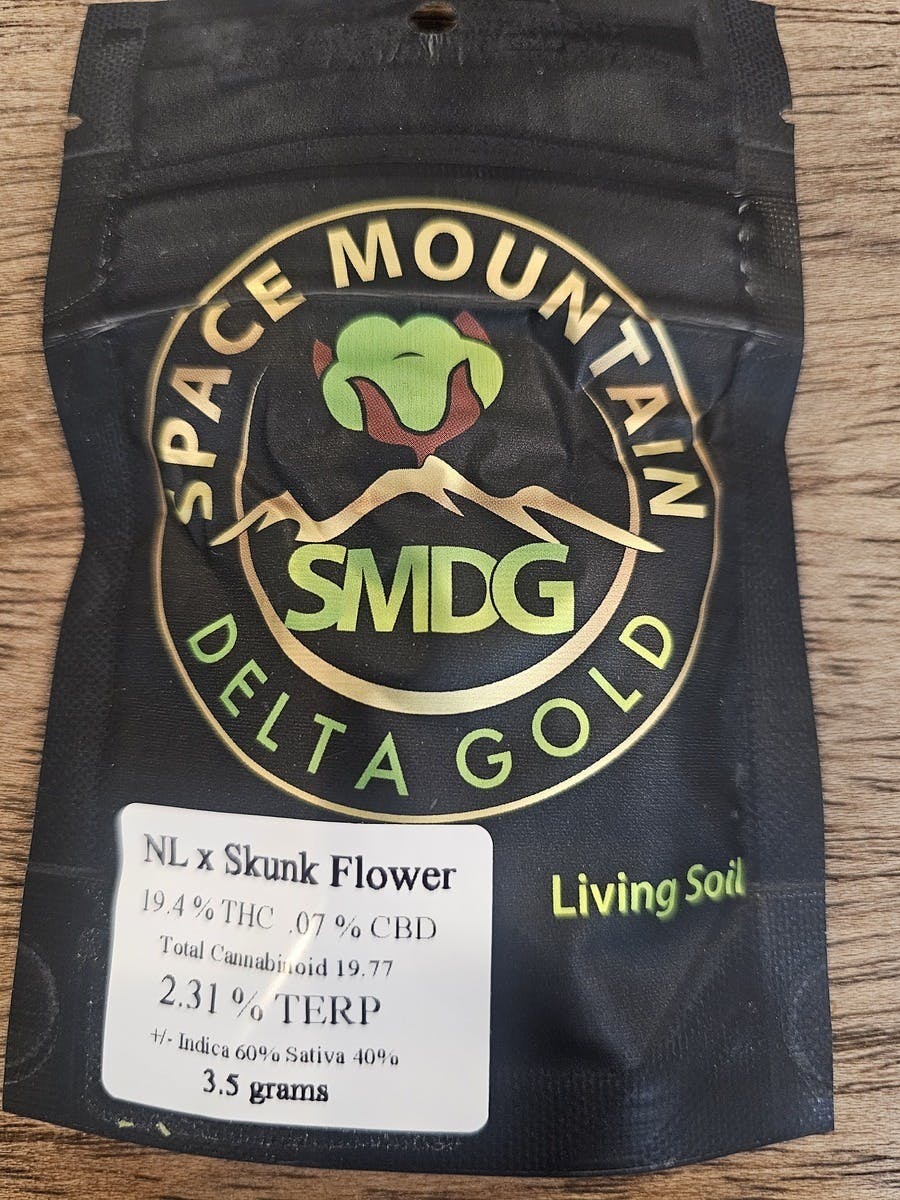 SPACE MOUNTAIN
SMDG
DELTA GOLD
NL x Skunk Flower
19.4 % THC .07 % CBD
Total Cannabinoid 19.77
2.31 % TERP
+/- Indica 60% Sativa 40%
3.5 grams
Living Soil